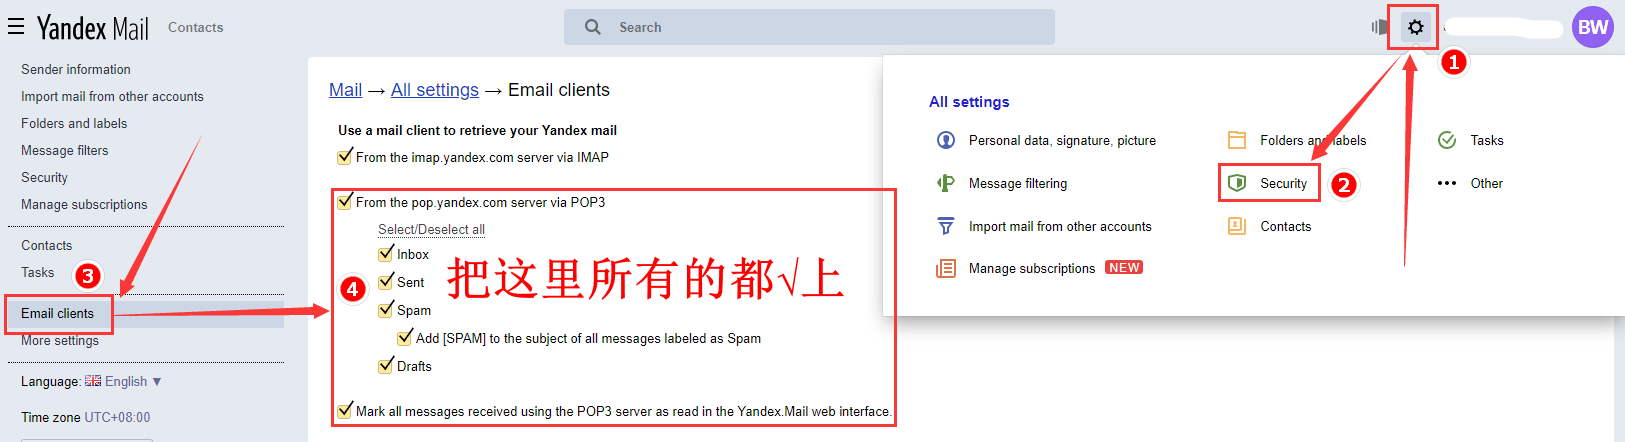 Yandex Mail
Contacts
Search
BW
1
Sender information
Import mail from other accounts
Folders and labels
Message filters
Security
Manage subscriptions
Contacts
Tasks
3
Email clients
More settings
Language: English ▼
Time zone UTC+08:00
Mail → All settings → Email clients
Use a mail client to retrieve your Yandex mail
From the imap.yandex.com server via IMAP
From the pop.yandex.com server via POP3
Select/Deselect all
Inbox
4
Sent
Spam
Add [SPAM] to the subject of all messages labeled as Spam
Drafts
Mark all messages received using the POP3 server as read in the Yandex.Mail web interface.
把这里所有的都√上
All settings
Personal data, signature, picture
Folders and labels
Tasks
Message filtering
Security
2
Other
Import mail from other accounts
Contacts
Manage subscriptions NEW